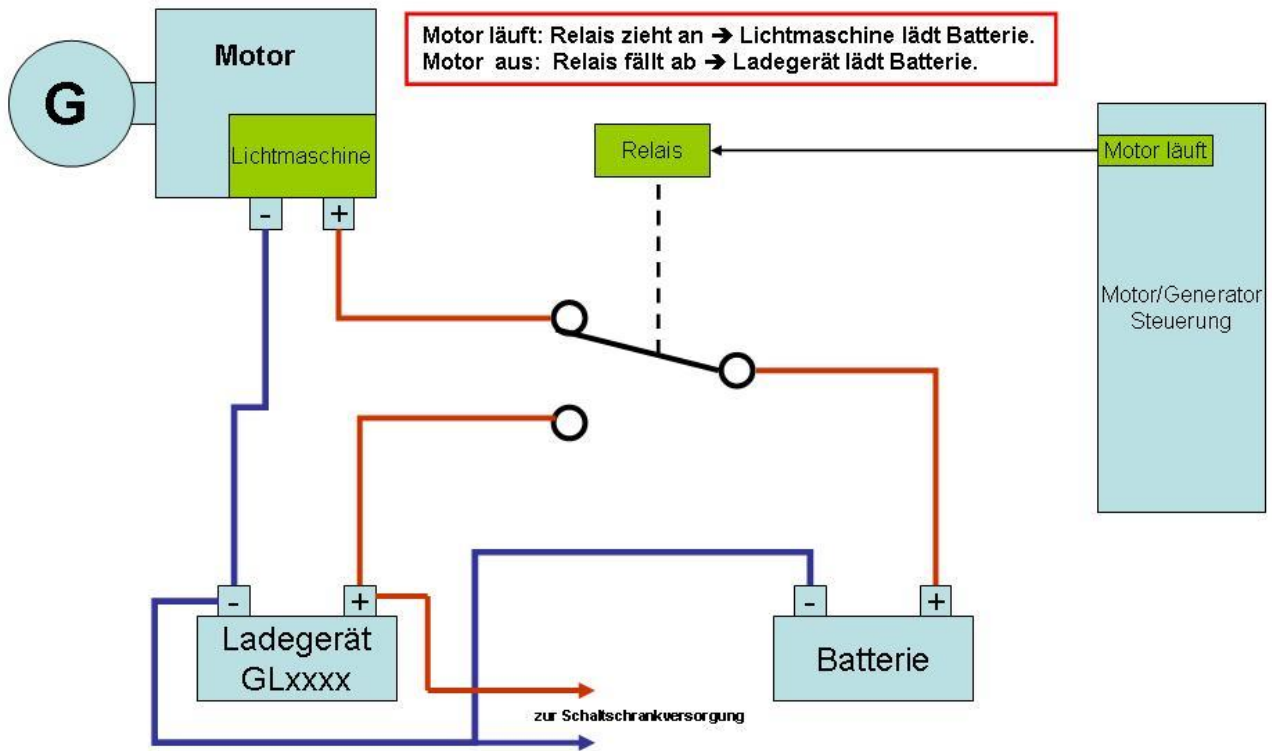 Motor läuft: Relais zieht an ➔ Lichtmaschine lädt Batterie.
Motor aus: Relais fällt ab ➔ Ladegerät lädt Batterie.
Motor
G
Lichtmaschine
- +
Relais
Motor läuft
Motor/Generator
Steuerung
- +
Ladegerät
GLxxxx
- +
Batterie
zur Schaltschrankversorgung